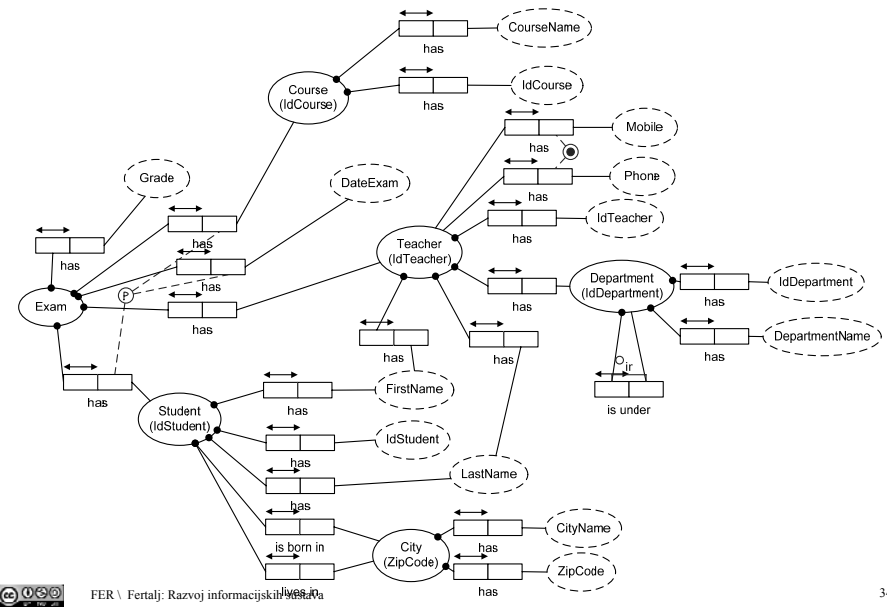 CourseName
has
Course
(IdCourse)
IdCourse
has
Mobile
has
Phone
has
Grade
DateExam
has
has
has
IdTeacher
has
Teacher
(IdTeacher)
Department
(IdDepartment)
IdDepartment
has
has
P
Exam
has
DepartmentName
has
has
has
ir
is under
FirstName
has
has
Student
(IdStudent)
IdStudent
has
LastName
has
CityName
has
is born in
City
(ZipCode)
ZipCode
has
lives in
FER \ Fertalj: Razvoj informacijskih sustava